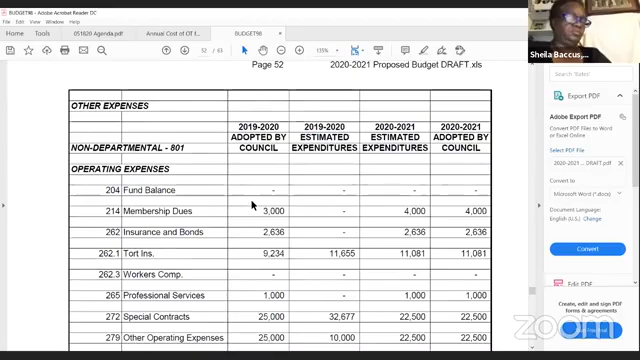 BUDGET98 - Adobe Acrobat Reader DC
File Edit View Window Help
051820 Agenda.pdf
Annual Cost of OT f...
BUDGET98
52 / 63
135%
Page 52
2020-2021 Proposed Budget DRAFT.xls
Sheila Baccus,...
OTHER EXPENSES
NON-DEPARTMENTAL - 801
2019-2020 ADOPTED BY COUNCIL
2019-2020 ESTIMATED EXPENDITURES
2020-2021 ESTIMATED EXPENDITURES
2020-2021 ADOPTED BY COUNCIL
OPERATING EXPENSES
204 Fund Balance - - - -
214 Membership Dues 3,000 - 4,000 4,000
262 Insurance and Bonds 2,636 - 2,636 2,636
262.1 Tort Ins. 9,234 11,655 11,081 11,081
262.3 Workers Comp. - - - -
265 Professional Services 1,000 - 1,000 1,000
272 Special Contracts 25,000 32,677 22,500 22,500
279 Other Operating Expenses 25,000 10,000 22,500 22,500
Export PDF
Adobe Export PDF
Convert PDF Files to Word
or Excel Online
Select PDF File
2020-2021 ... DRAFT.pdf
Convert to
Microsoft Word (*.docx)
Document Language:
English (U.S.) Change
Convert
Edit PDF
Create, edit and sign PDF
forms & agreements
zoom